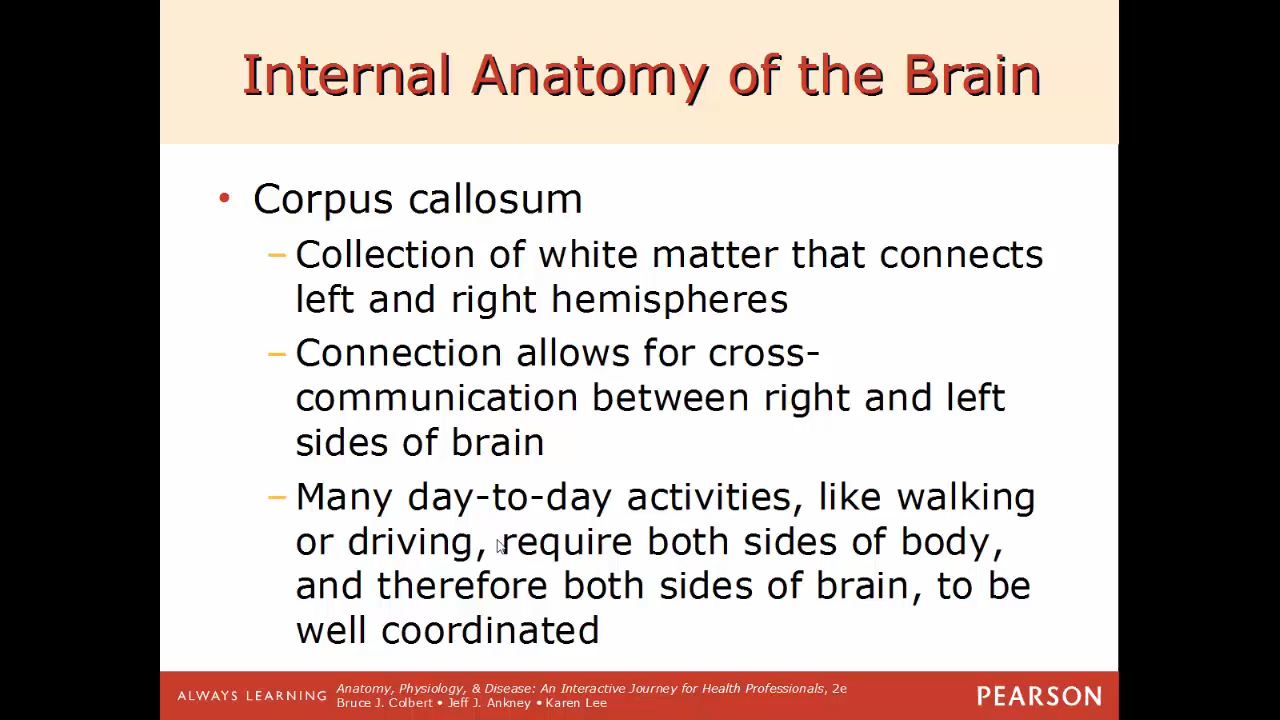 Internal Anatomy of the Brain
• Corpus callosum
– Collection of white matter that connects
left and right hemispheres
– Connection allows for cross-
communication between right and left
sides of brain
– Many day-to-day activities, like walking
or driving, require both sides of body,
and therefore both sides of brain, to be
well coordinated
ALWAYS LEARNING
Anatomy, Physiology, & Disease: An Interactive Journey for Health Professionals, 2e
Bruce J. Colbert • Jeff J. Ankney • Karen Lee
PEARSON